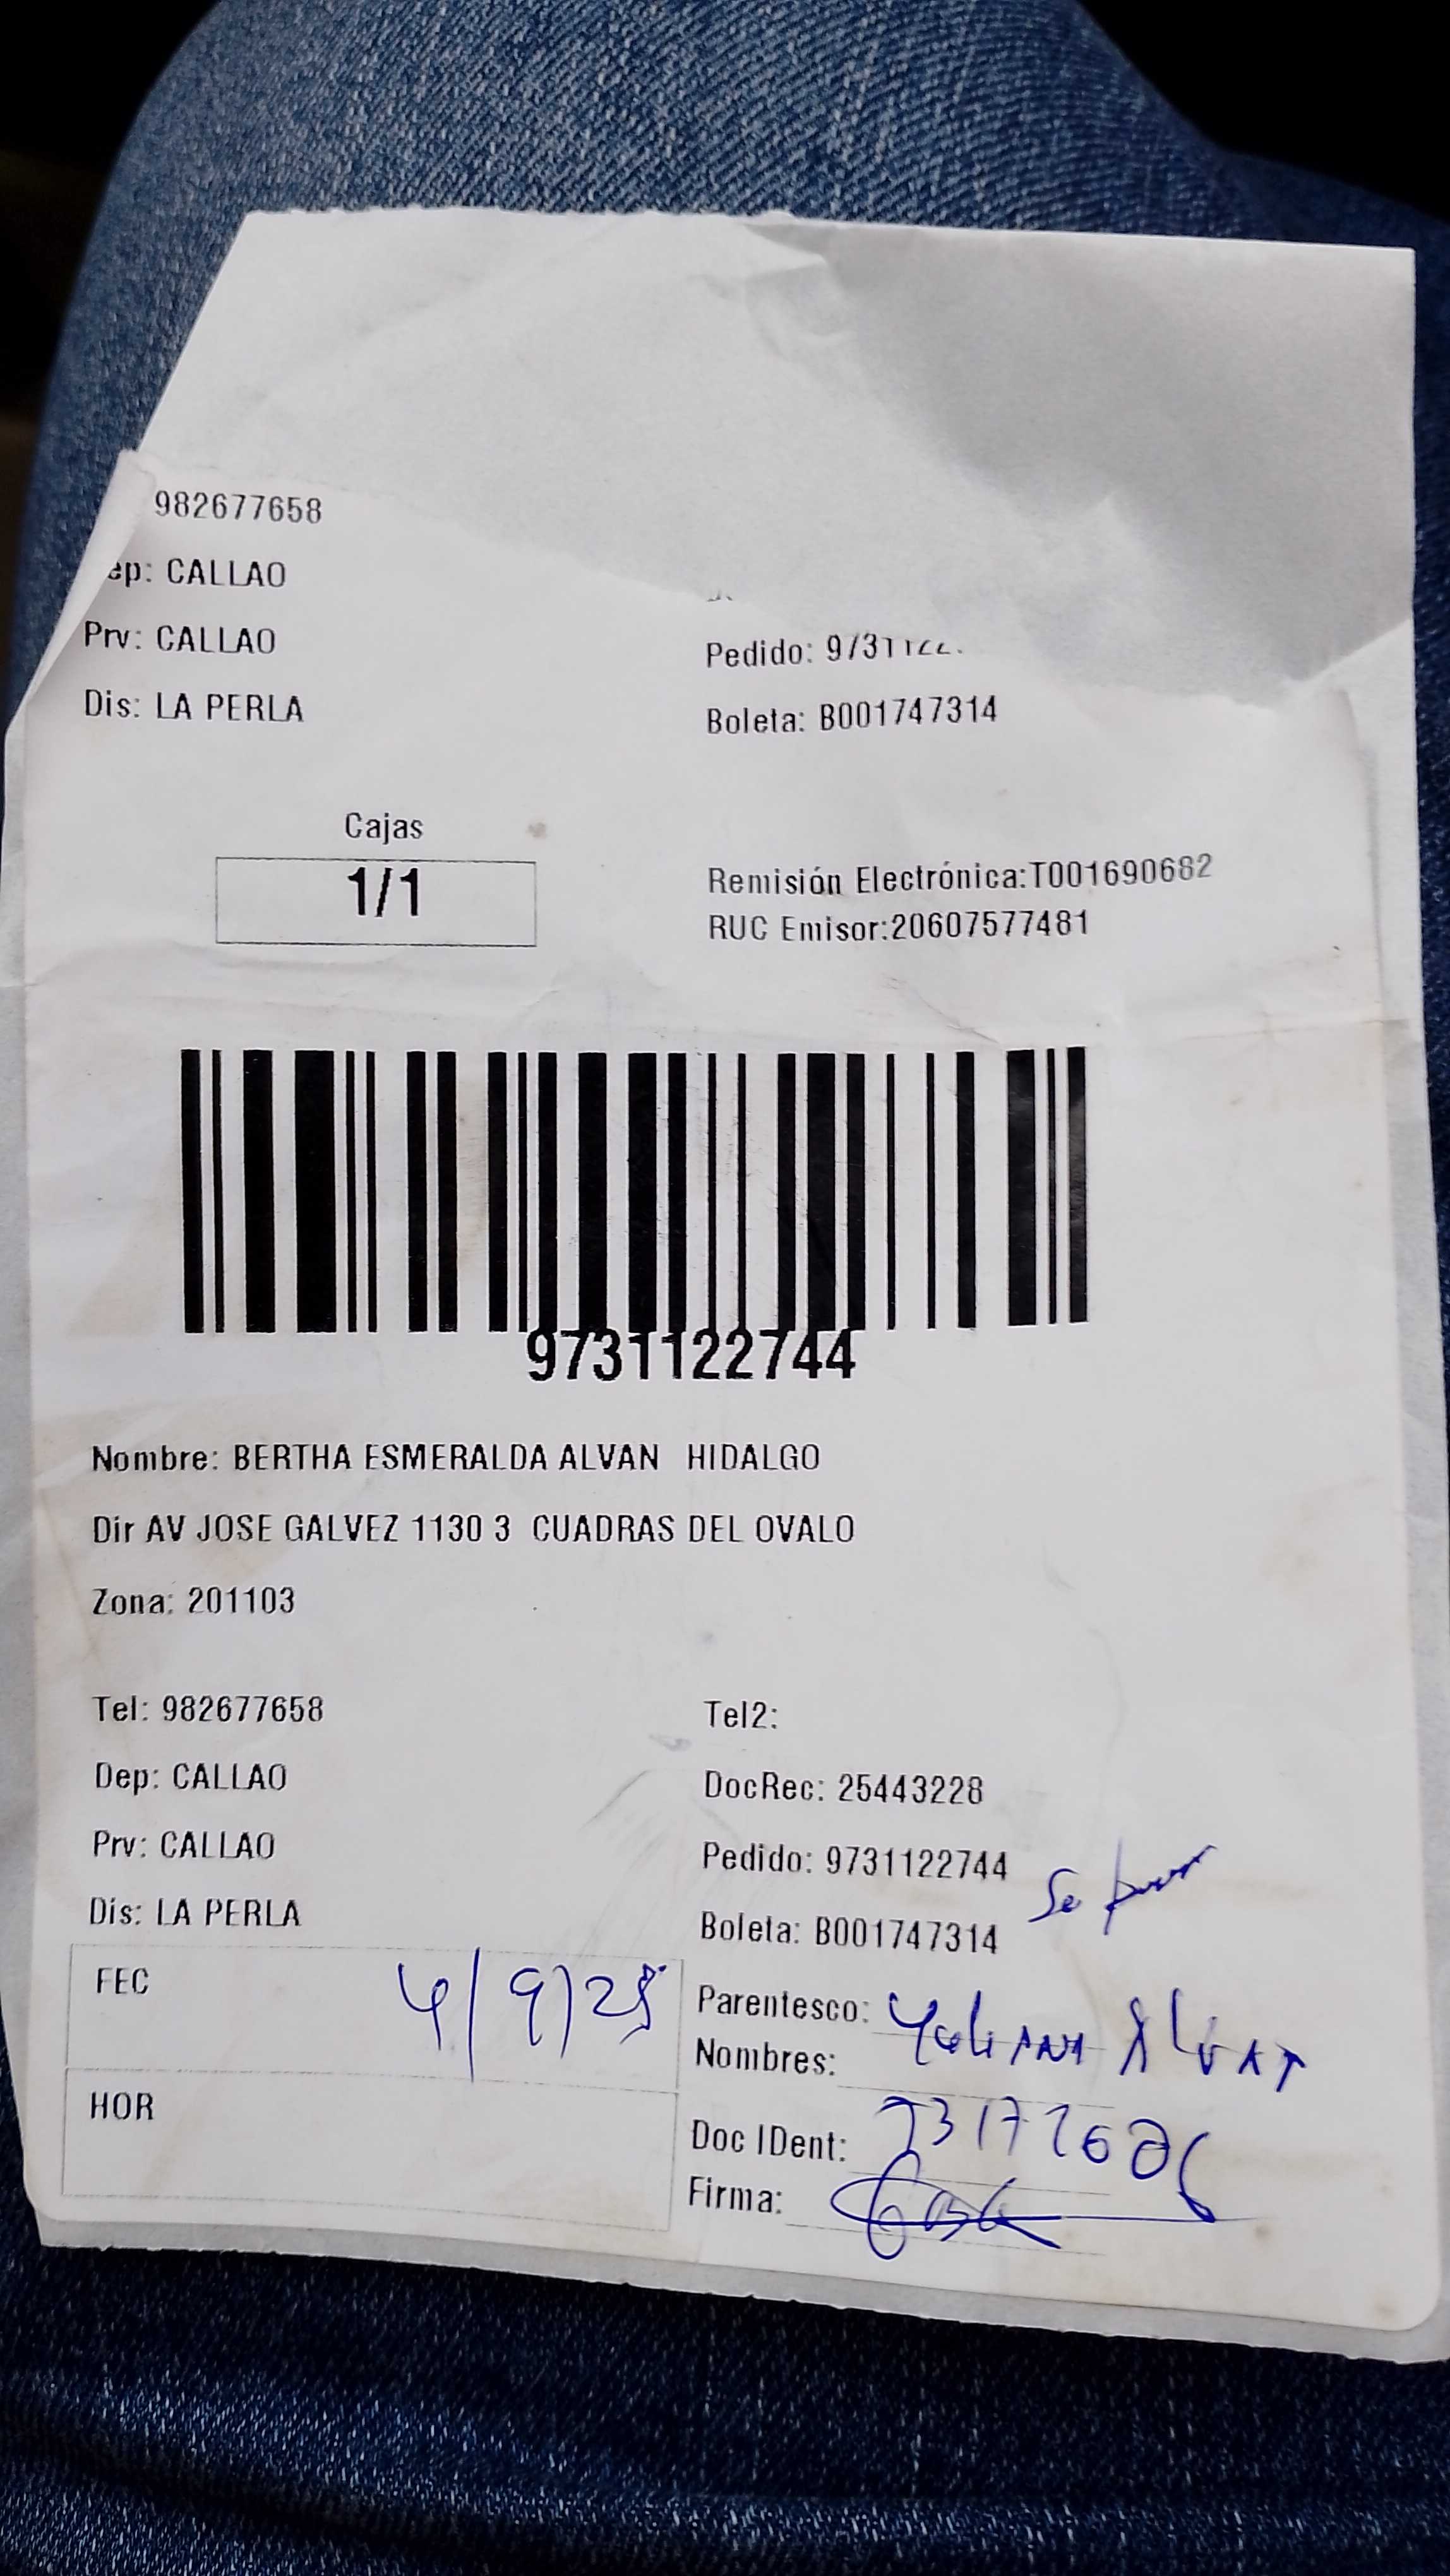 982677658
ep: CALLAO
Prv: CALLAO
Pedido: 9731122
Dis: LA PERLA
Boleta: B001747314
Cajas
1/1
Remisión Electrónica:T001690682
RUC Emisor:20607577481
9731122744
Nombre: BERTHA ESMERALDA ALVAN HIDALGO
Dir AV JOSE GALVEZ 1130 3 CUADRAS DEL OVALO
Zona: 201103
Tel: 982677658
Tel2:
Dep: CALLAO
DocRec: 25443228
Prv: CALLAO
Pedido: 9731122744
Dis: LA PERLA
Boleta: B001747314
FEC 4/9/25
Parentesco:
Nombres:
HOR
Doc IDent:
Firma: